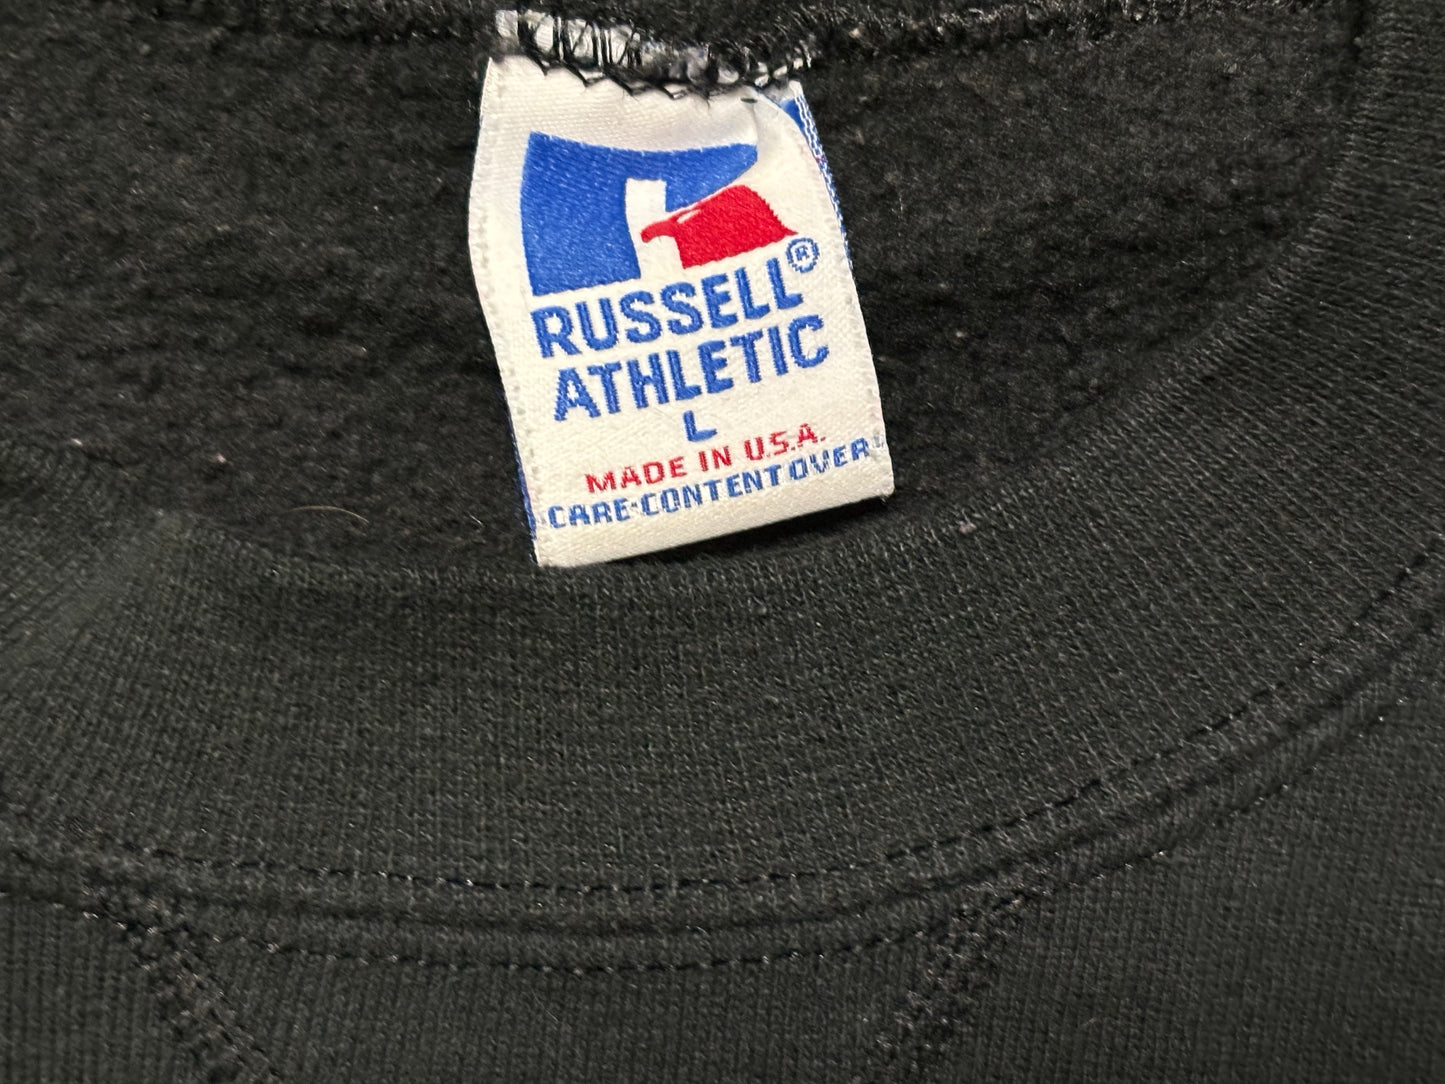 R
RUSSELL®
ATHLETIC
L
MADE IN U.S.A.
CARE-CONTENT OVER